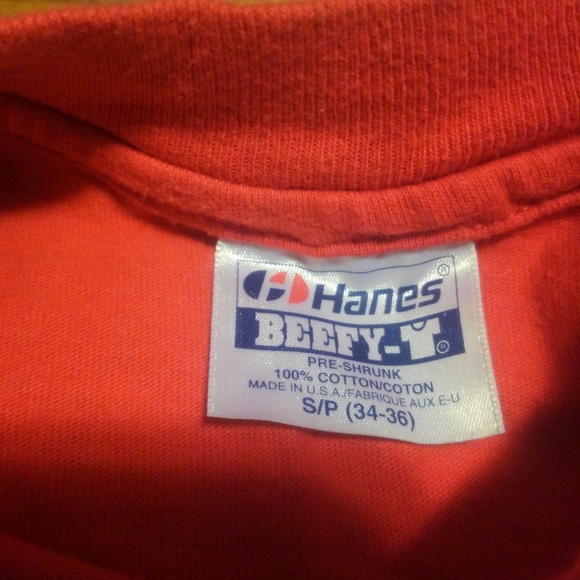 Hanes®
BEEFY-T®
PRE-SHRUNK
100% COTTON/COTON
MADE IN U.S.A./FABRIQUE AUX E-U
S/P (34-36)